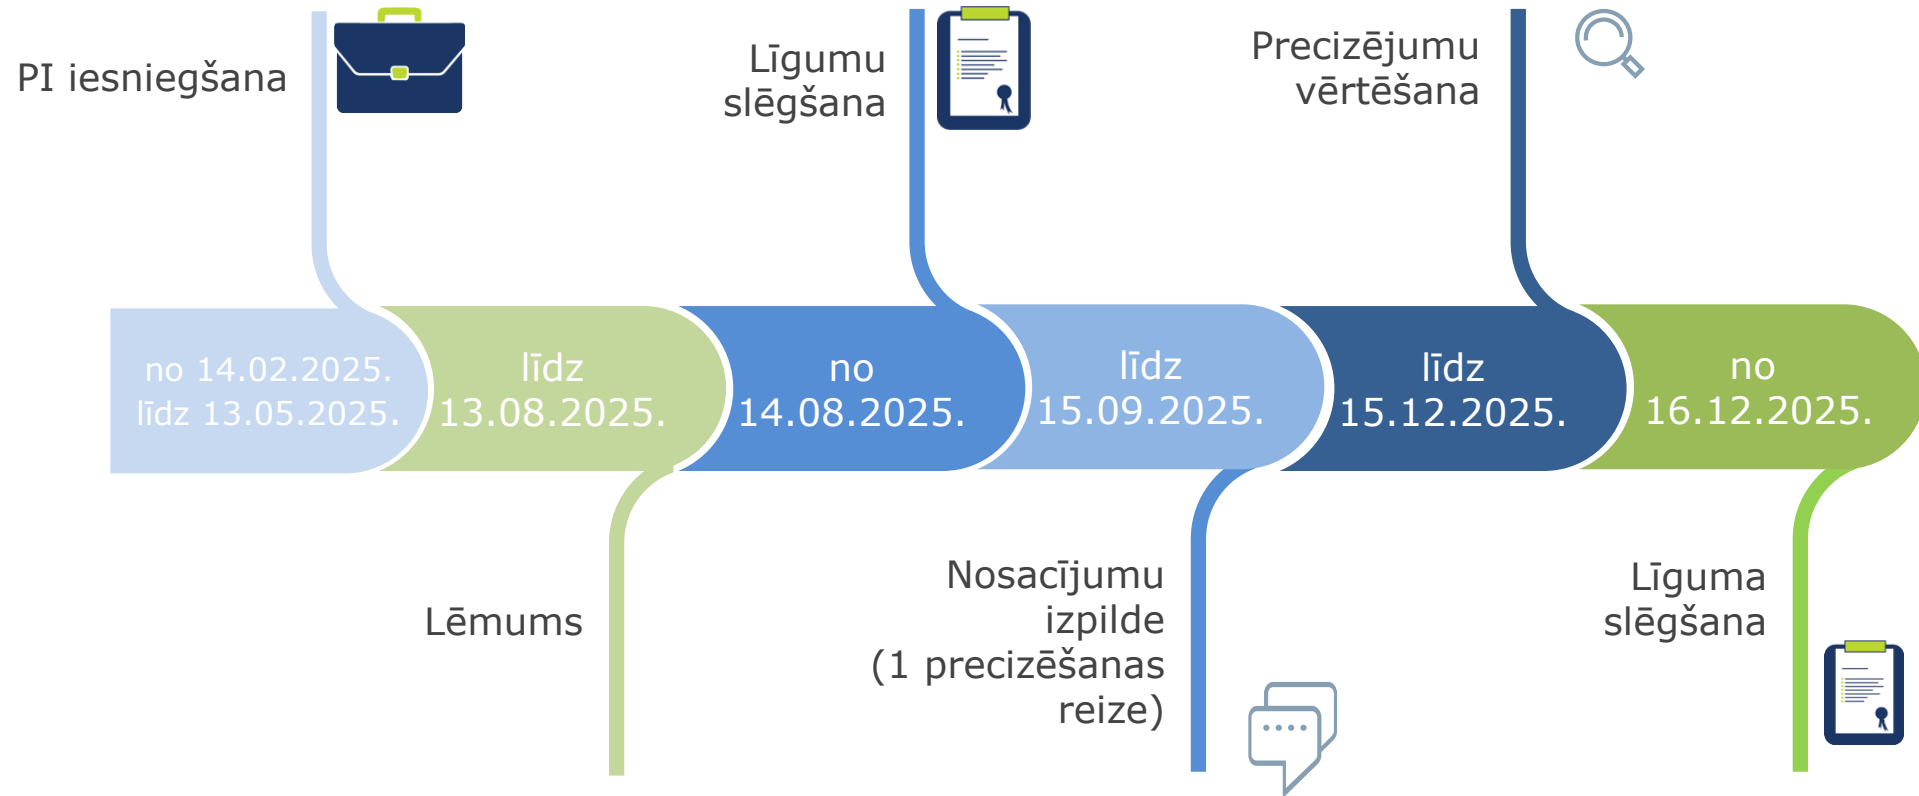 PI iesniegšana
Līgumu
slēgšana
Precizējumu
vērtēšana
no 14.02.2025.
līdz 13.05.2025.
līdz
13.08.2025.
no
14.08.2025.
līdz
15.09.2025.
līdz
15.12.2025.
no
16.12.2025.
Lēmums
Nosacījumu
izpilde
(1 precizēšanas
reize)
Līguma
slēgšana